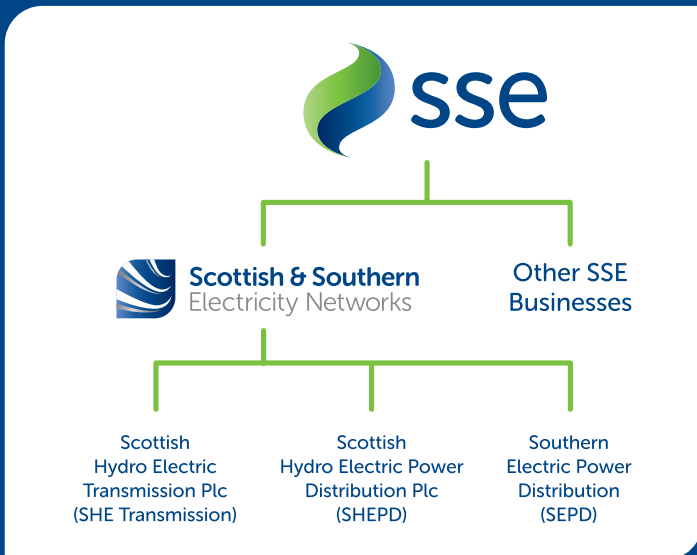 sse
Scottish & Southern
Electricity Networks
Other SSE
Businesses
Scottish
Hydro Electric
Transmission Plc
(SHE Transmission)
Scottish
Hydro Electric Power
Distribution Plc
(SHEPD)
Southern
Electric Power
Distribution
(SEPD)